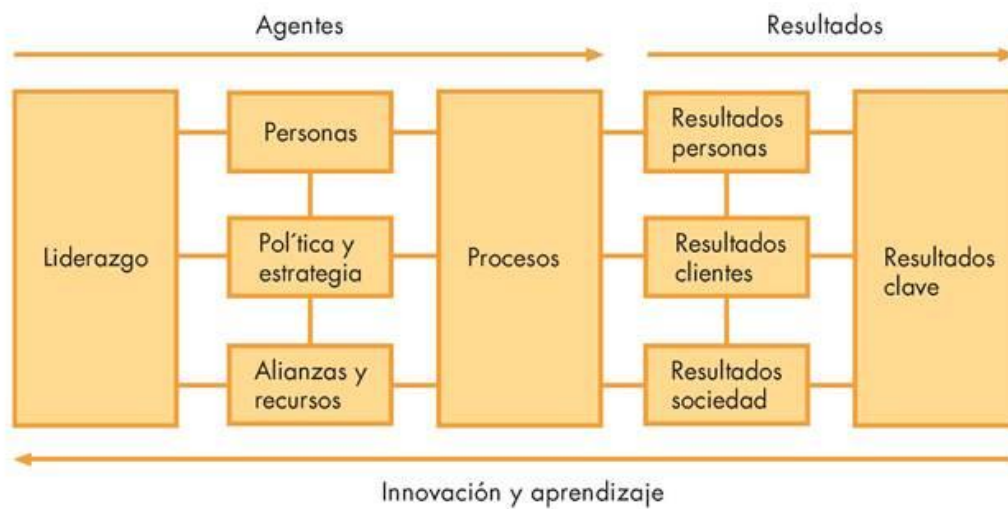 Agentes
Resultados
Liderazgo
Personas
Pol´tica y
estrategia
Alianzas y
recursos
Procesos
Resultados
personas
Resultados
clientes
Resultados
sociedad
Resultados
clave
Innovación y aprendizaje